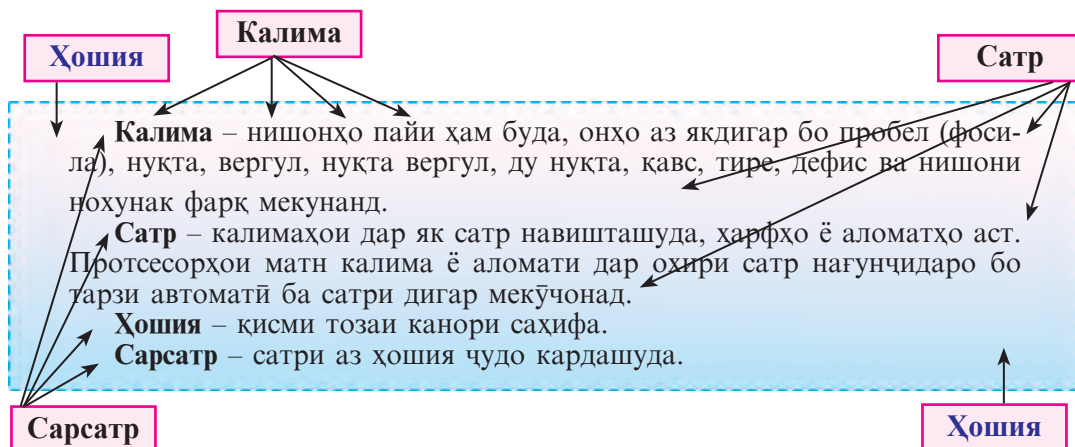 Калима
Ҳошия
Сатр
Калима – нишонҳо пайи ҳам буда, онҳо аз якдигар бо пробел (фоси-
ла), нуқта, вергул, нуқта вергул, ду нуқта, қавс, тире, дефис ва нишони
нохунак фарқ мекунанд.
Сатр – калимаҳои дар як сатр навишташуда, ҳарфҳо ё аломатҳо аст.
Протсесорҳои матн калима ё аломати дар охири сатр нағунҷидаро бо
тарзи автоматӣ ба сатри дигар мекӯчонад.
Ҳошия – қисми тозаи канори саҳифа.
Сарсатр – сатри аз ҳошия ҷудо кардашуда.
Сарсатр
Ҳошия